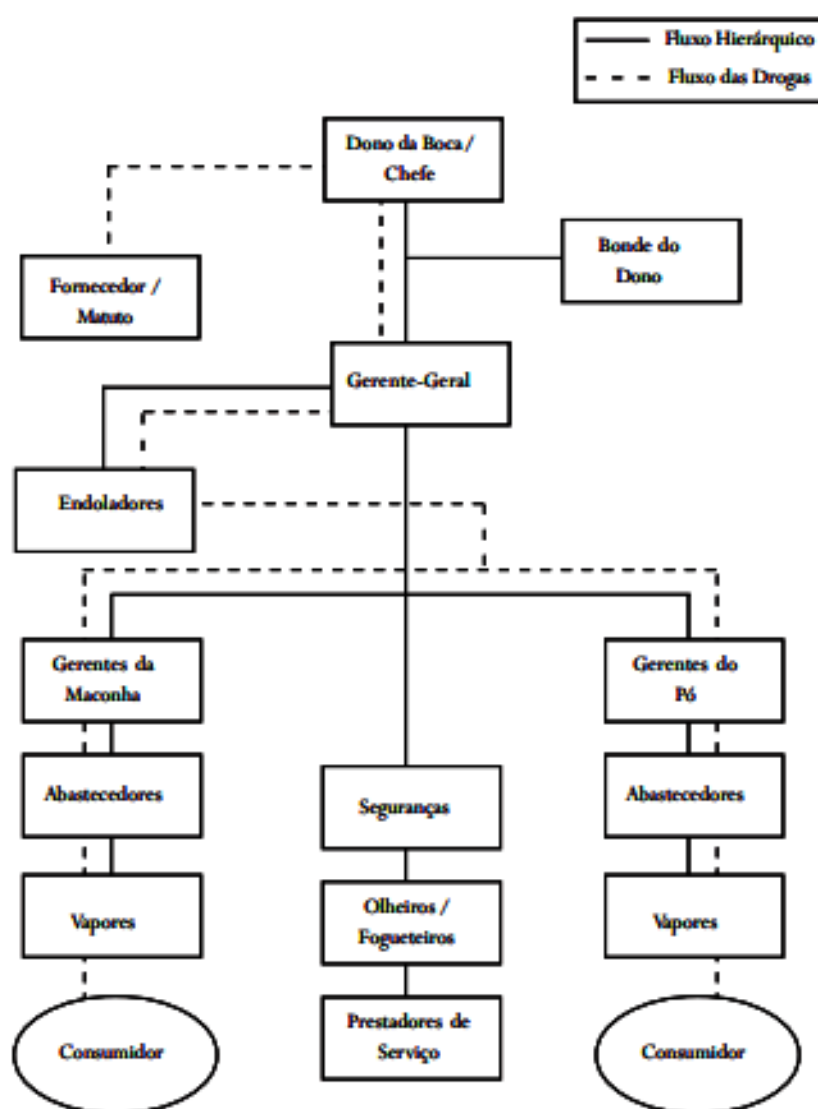 Fluxo Hierárquico
Fluxo das Drogas
Dono da Boca /
Chefe
Bonde do
Dono
Fornecedor /
Matuto
Gerente-Geral
Endoladores
Gerentes da
Maconha
Gerentes do
Pó
Abastecedores
Seguranças
Abastecedores
Vapores
Olheiros /
Fogueteiros
Vapores
Consumidor
Prestadores de
Serviço
Consumidor